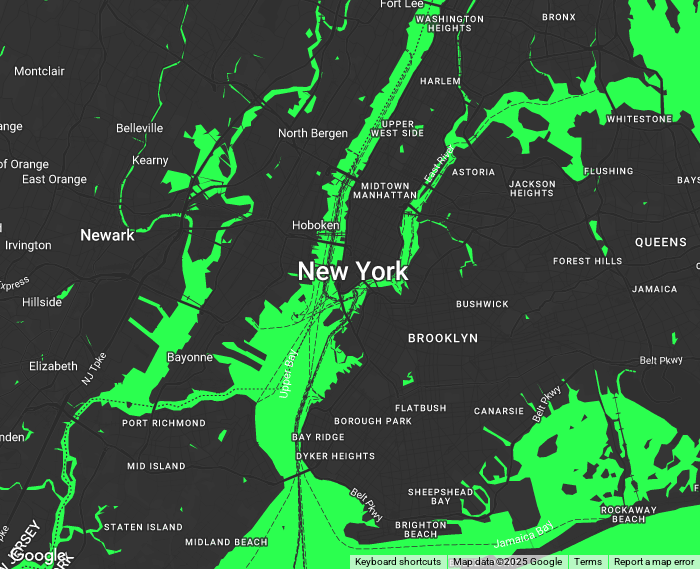 Fort Lee
WASHINGTON
HEIGHTS
BRONX
Montclair
HARLEM
Belleville
North Bergen
UPPER
WEST SIDE
WHITESTONE
Kearny
East River
of Orange
East Orange
ASTORIA
FLUSHING
JACKSON
HEIGHTS
MIDTOWN
MANHATTAN
BAYS
Newark
Hoboken
Irvington
QUEENS
FOREST HILLS
New York
JAMAICA
xpress
Hillside
BUSHWICK
BROOKLYN
Bayonne
Elizabeth
NJ Tpke
Upper Bay
Belt Pkwy
FLATBUSH
CANARSIE
Belt Pkwy
PORT RICHMOND
BOROUGH PARK
BAY RIDGE
DYKER HEIGHTS
MID ISLAND
Belt Pkwy
SHEEPSHEAD
BAY
ROCKAWAY
BEACH
STATEN ISLAND
BRIGHTON
BEACH
Jamaica Bay
MIDLAND BEACH
Google
Keyboard shortcuts
Map data ©2025 Google
Terms
Report a map error